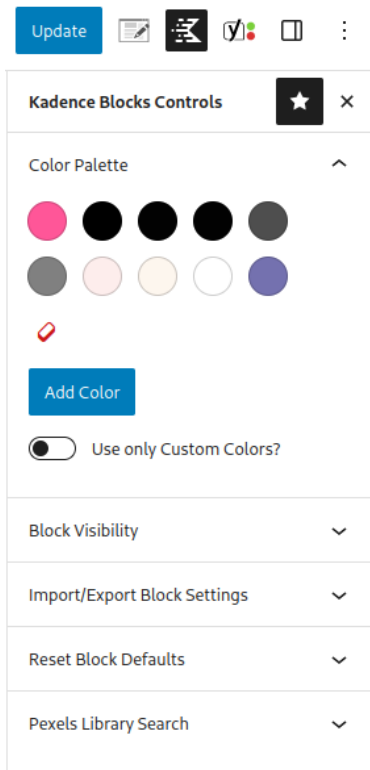 Update
Kadence Blocks Controls
Color Palette
Add Color
Use only Custom Colors?
Block Visibility
Import/Export Block Settings
Reset Block Defaults
Pexels Library Search